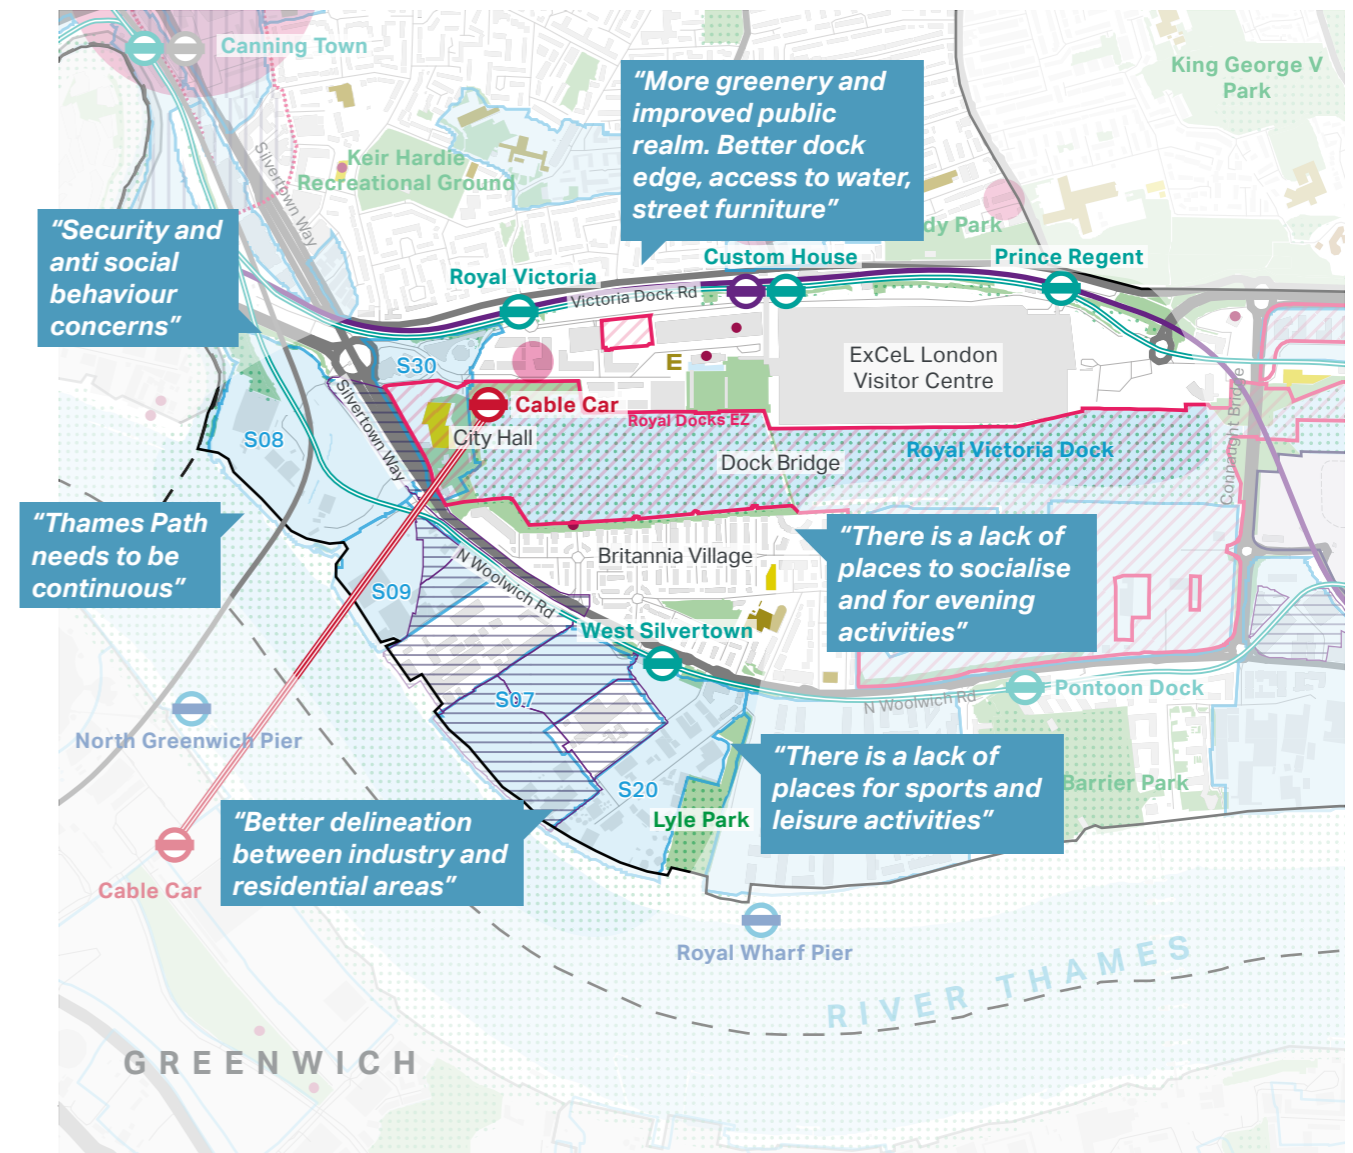 Canning Town
King George V
Park
"More greenery and
improved public
realm. Better dock
edge, access to water,
street furniture"
Silvertown Way
Keir Hardie
Recreational Ground
"Security and
anti social
behaviour
concerns"
dy Park
Custom House
Prince Regent
Royal Victoria
Victoria Dock Rd
ExCeL London
Visitor Centre
E
S30
Cable Car
Silvertown Way
Royal Docks EZ
City Hall
S08
Dock Bridge
Royal Victoria Dock
Connaught Bridge
"Thames Path
needs to be
continuous"
"There is a lack of
places to socialise
and for evening
activities"
Britannia Village
N Woolwich Rd
S09
West Silvertown
Pontoon Dock
N Woolwich Rd
S07
North Greenwich Pier
"There is a lack of
places for sports and
leisure activities"
Barrier Park
S20
Lyle Park
"Better delineation
between industry and
residential areas"
Cable Car
Royal Wharf Pier
RIVER THAMES
GREENWICH